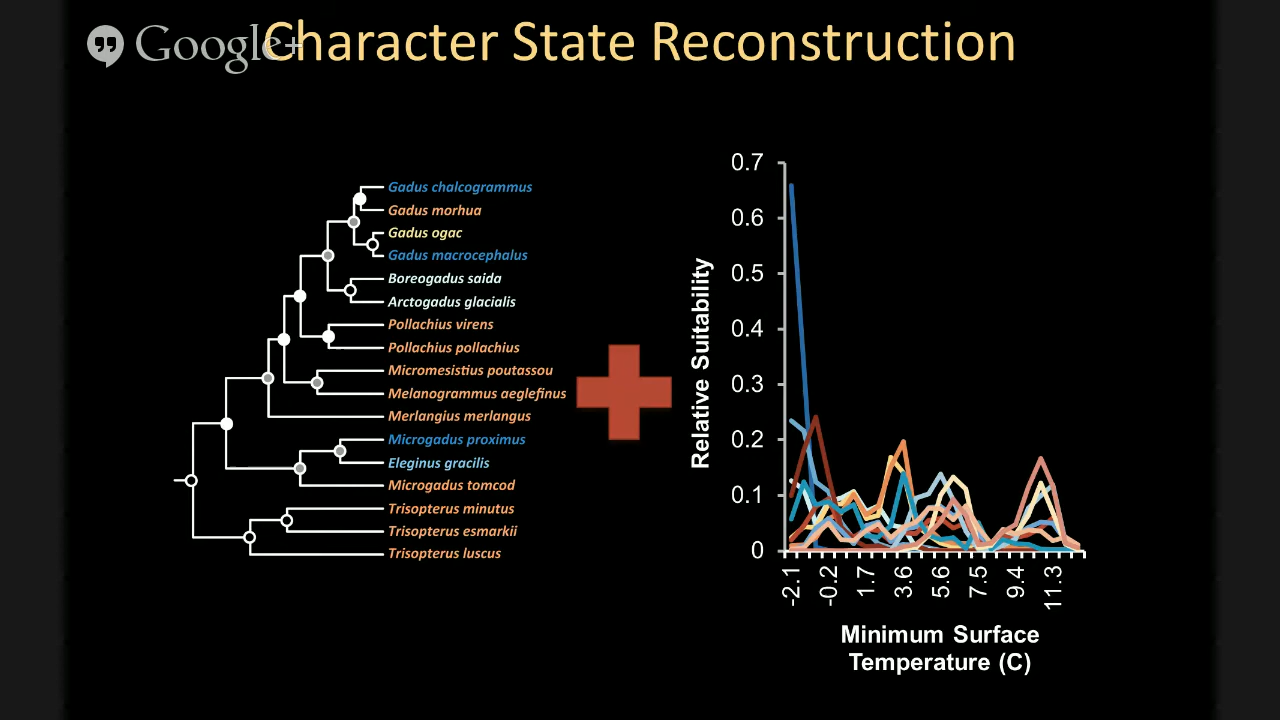 Google+
Character State Reconstruction
Gadus chalcogrammus
Gadus morhua
Gadus ogac
Gadus macrocephalus
Boreogadus saida
Arctogadus glacialis
Pollachius virens
Pollachius pollachius
Micromesistius poutassou
Melanogrammus aeglefinus
Merlangius merlangus
Microgadus proximus
Eleginus gracilis
Microgadus tomcod
Trisopterus minutus
Trisopterus esmarkii
Trisopterus luscus
Relative Suitability
0.7
0.6
0.5
0.4
0.3
0.2
0.1
0
-2.1
-0.2
1.7
3.6
5.6
7.5
9.4
11.3
Minimum Surface
Temperature (C)